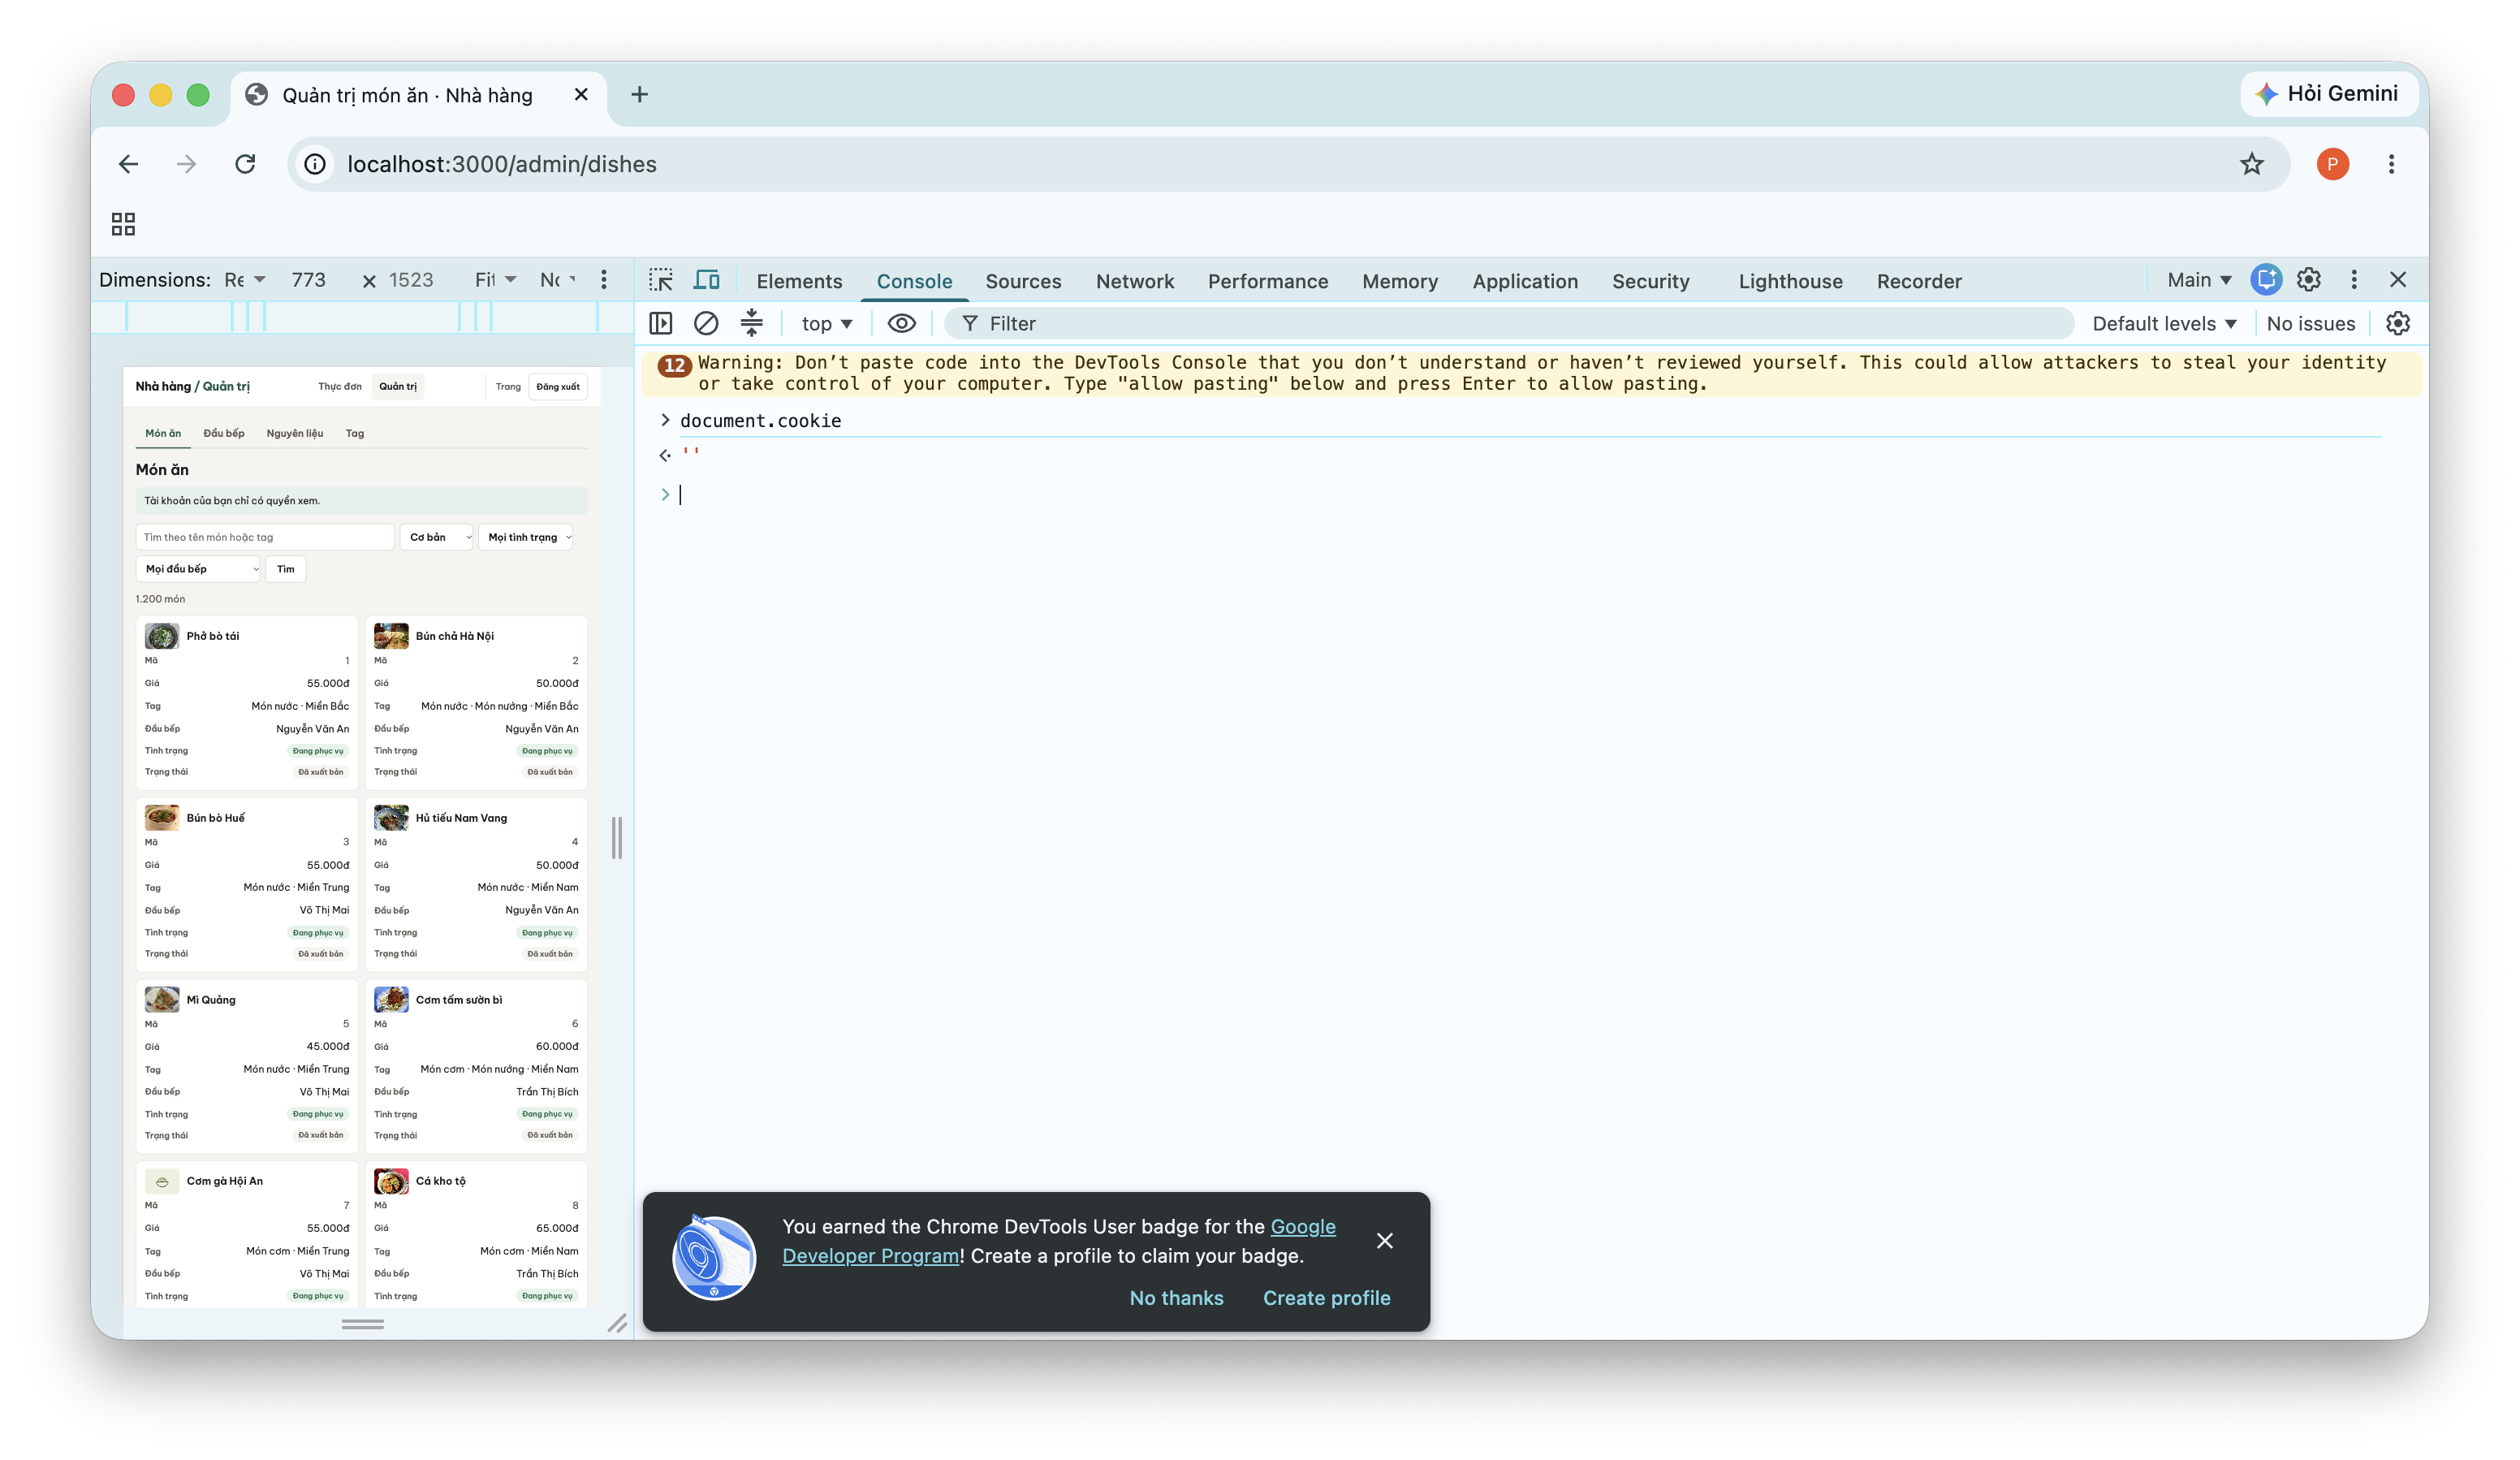 Quản trị món ăn · Nhà hàng
Hỏi Gemini
localhost:3000/admin/dishes
P
Dimensions: Re 773 × 1523 Fit No
Elements Console Sources Network Performance Memory Application Security Lighthouse Recorder Main
top Filter Default levels No issues
12 Warning: Don’t paste code into the DevTools Console that you don’t understand or haven’t reviewed yourself. This could allow attackers to steal your identity
or take control of your computer. Type "allow pasting" below and press Enter to allow pasting.
> document.cookie
''
>
Nhà hàng / Quản trị Thực đơn Quản trị Trang Đăng xuất
Món ăn Đầu bếp Nguyên liệu Tag
Món ăn
Tài khoản của bạn chỉ có quyền xem.
Tìm theo tên món hoặc tag Cơ bản Mọi tình trạng
Mọi đầu bếp Tìm
1.200 món
Phở bò tái
Mã 1
Giá 55.000đ
Tag Món nước · Miền Bắc
Đầu bếp Nguyễn Văn An
Tình trạng Đang phục vụ
Trạng thái Đã xuất bản
Bún chả Hà Nội
Mã 2
Giá 50.000đ
Tag Món nước · Món nướng · Miền Bắc
Đầu bếp Nguyễn Văn An
Tình trạng Đang phục vụ
Trạng thái Đã xuất bản
Bún bò Huế
Mã 3
Giá 55.000đ
Tag Món nước · Miền Trung
Đầu bếp Võ Thị Mai
Tình trạng Đang phục vụ
Trạng thái Đã xuất bản
Hủ tiếu Nam Vang
Mã 4
Giá 50.000đ
Tag Món nước · Miền Nam
Đầu bếp Nguyễn Văn An
Tình trạng Đang phục vụ
Trạng thái Đã xuất bản
Mì Quảng
Mã 5
Giá 45.000đ
Tag Món nước · Miền Trung
Đầu bếp Võ Thị Mai
Tình trạng Đang phục vụ
Trạng thái Đã xuất bản
Cơm tấm sườn bì
Mã 6
Giá 60.000đ
Tag Món cơm · Món nướng · Miền Nam
Đầu bếp Trần Thị Bích
Tình trạng Đang phục vụ
Trạng thái Đã xuất bản
Cơm gà Hội An
Mã 7
Giá 55.000đ
Tag Món cơm · Miền Trung
Đầu bếp Võ Thị Mai
Tình trạng Đang phục vụ
Cá kho tộ
Mã 8
Giá 65.000đ
Tag Món cơm · Miền Nam
Đầu bếp Trần Thị Bích
Tình trạng Đang phục vụ
You earned the Chrome DevTools User badge for the Google
Developer Program! Create a profile to claim your badge.
No thanks Create profile